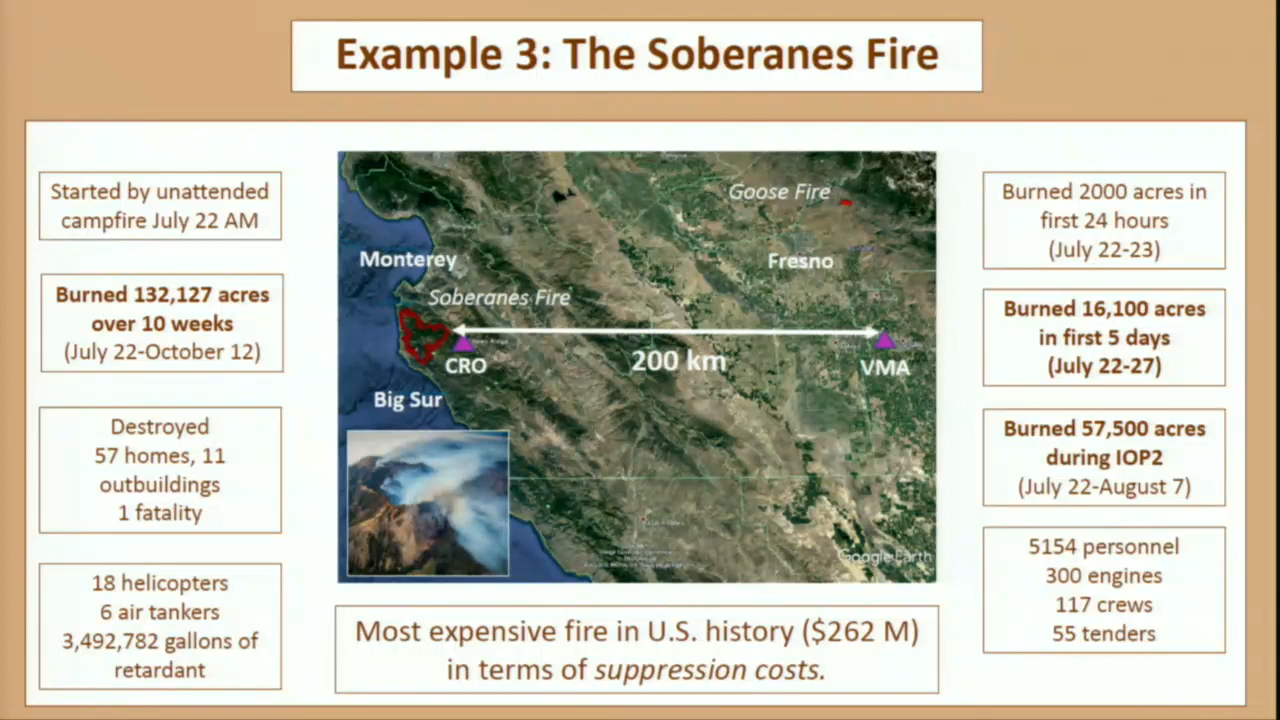 Example 3: The Soberanes Fire
Started by unattended
campfire July 22 AM
Burned 132,127 acres
over 10 weeks
(July 22-October 12)
Destroyed
57 homes, 11
outbuildings
1 fatality
18 helicopters
6 air tankers
3,492,782 gallons of
retardant
Goose Fire
Monterey
Fresno
Soberanes Fire
CRO
200 km
VMA
Big Sur
Google Earth
Most expensive fire in U.S. history ($262 M)
in terms of suppression costs.
Burned 2000 acres in
first 24 hours
(July 22-23)
Burned 16,100 acres
in first 5 days
(July 22-27)
Burned 57,500 acres
during IOP2
(July 22-August 7)
5154 personnel
300 engines
117 crews
55 tenders